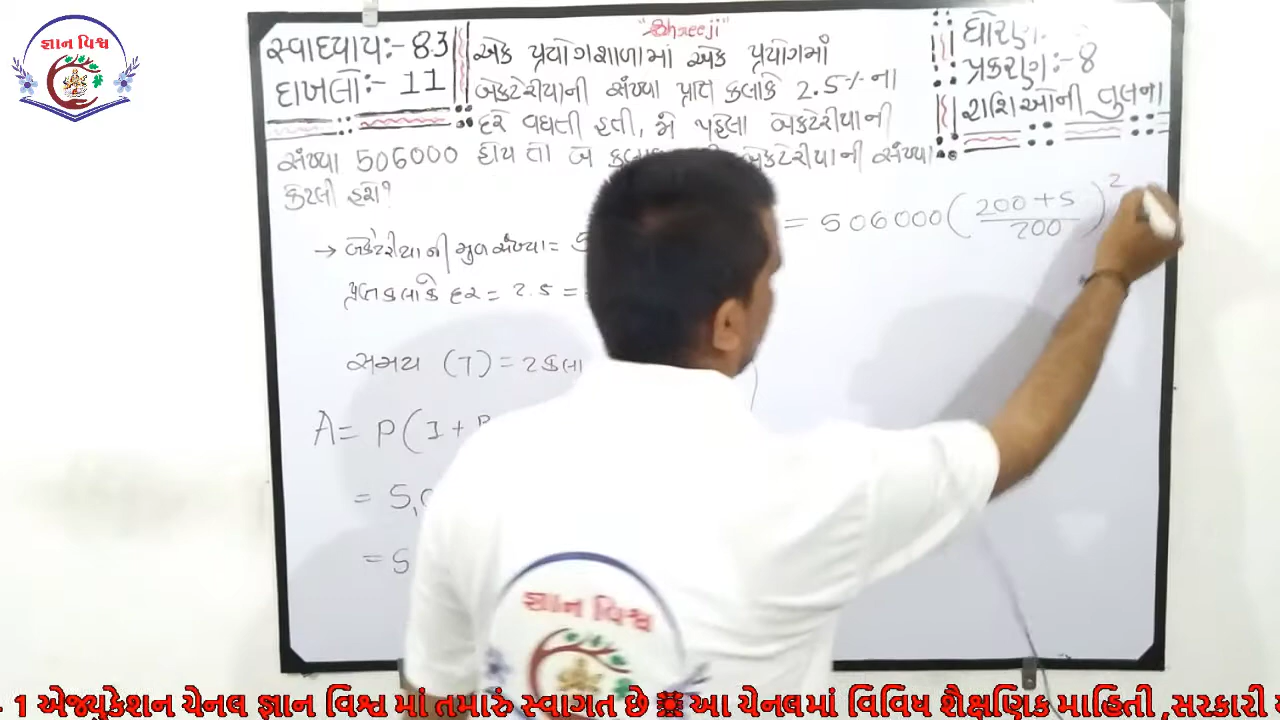 જ્ઞાન વિશ્વ
"Shreeji"
સ્વાધ્યાય:- 8.3
દાખલો:- 11
એક પ્રયોગશાળામાં એક પ્રયોગમાં
બેક્ટેરીયાની સંખ્યા પ્રતિ કલાકે 2.5% ના
દરે વધતી હતી, જો પહેલા બેક્ટેરીયાની
સંખ્યા 506000 હોય તો બે બેક્ટેરીયાની સંખ્યા
કેટલી હશે?
ધોરણ:-
પ્રકરણ:-8
રાશિઓની તુલના
→ બેક્ટેરીયાની મુળ સંખ્યા =
પ્રતિ કલાકે દર = 2.5 =
સમય (T) = 2 કલા
A = P(1 +
= 5,0
= 5
= 506000 (200 + 5 / 200)²
જ્ઞાન વિશ્વ
- 1 એજ્યુકેશન ચેનલ જ્ઞાન વિશ્વ માં તમારું સ્વાગત છે આ ચેનલમાં વિવિધ શૈક્ષણિક માહિતી ,સરકારી